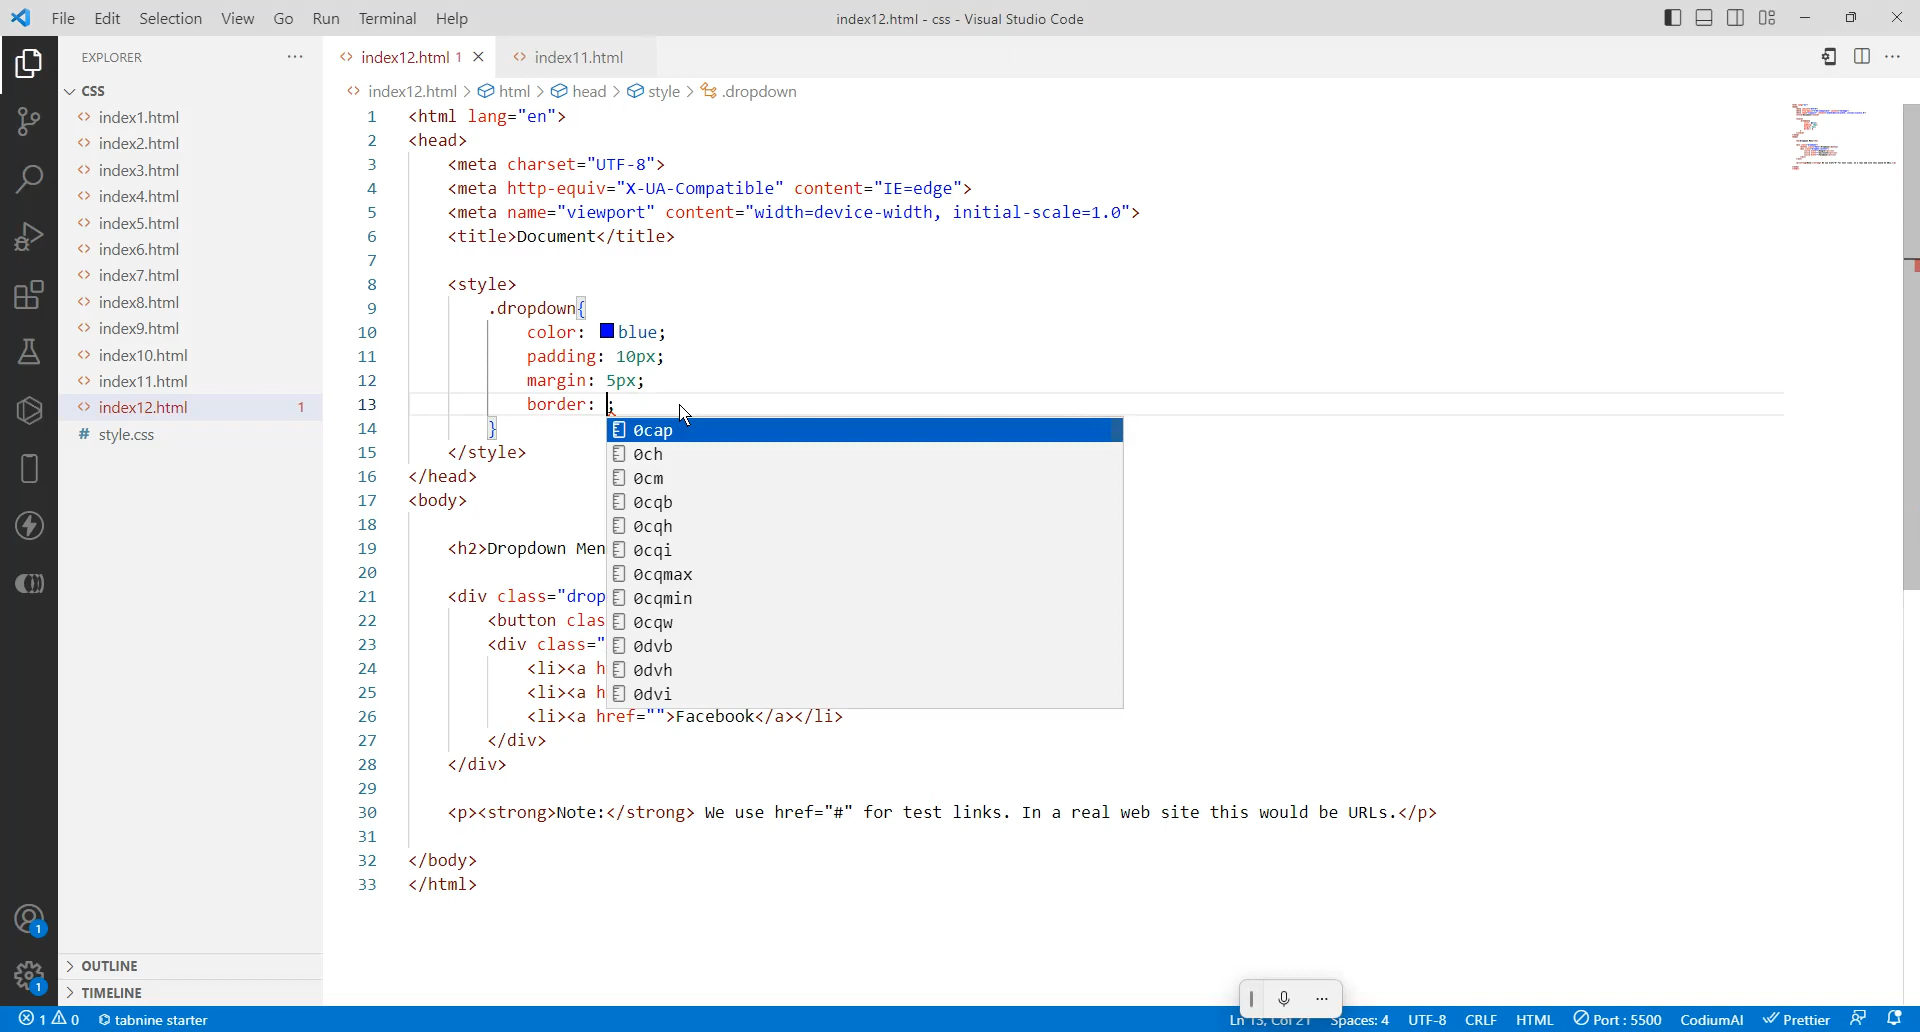 File Edit Selection View Go Run Terminal Help
index12.html - css - Visual Studio Code
EXPLORER
CSS
index1.html
index2.html
index3.html
index4.html
index5.html
index6.html
index7.html
index8.html
index9.html
index10.html
index11.html
index12.html 1
style.css
OUTLINE
TIMELINE
index12.html 1
index11.html
index12.html > html > head > style > .dropdown
1 <html lang="en">
2 <head>
3 <meta charset="UTF-8">
4 <meta http-equiv="X-UA-Compatible" content="IE=edge">
5 <meta name="viewport" content="width=device-width, initial-scale=1.0">
6 <title>Document</title>
7
8 <style>
9 .dropdown{
10 color: blue;
11 padding: 10px;
12 margin: 5px;
13 border: ;
14 }
15 </style>
16 </head>
17 <body>
18
19 <h2>Dropdown Men
20
21 <div class="drop
22 <button clas
23 <div class="
24 <li><a h
25 <li><a h
26 <li><a href="">Facebook</a></li>
27 </div>
28 </div>
29
30 <p><strong>Note:</strong> We use href="#" for test links. In a real web site this would be URLs.</p>
31
32 </body>
33 </html>
0cap
0ch
0cm
0cqb
0cqh
0cqi
0cqmax
0cqmin
0cqw
0dvb
0dvh
0dvi
1
1
1 0 tabnine starter
Ln 13, Col 21 Spaces: 4 UTF-8 CRLF HTML Port : 5500 CodiumAI Prettier